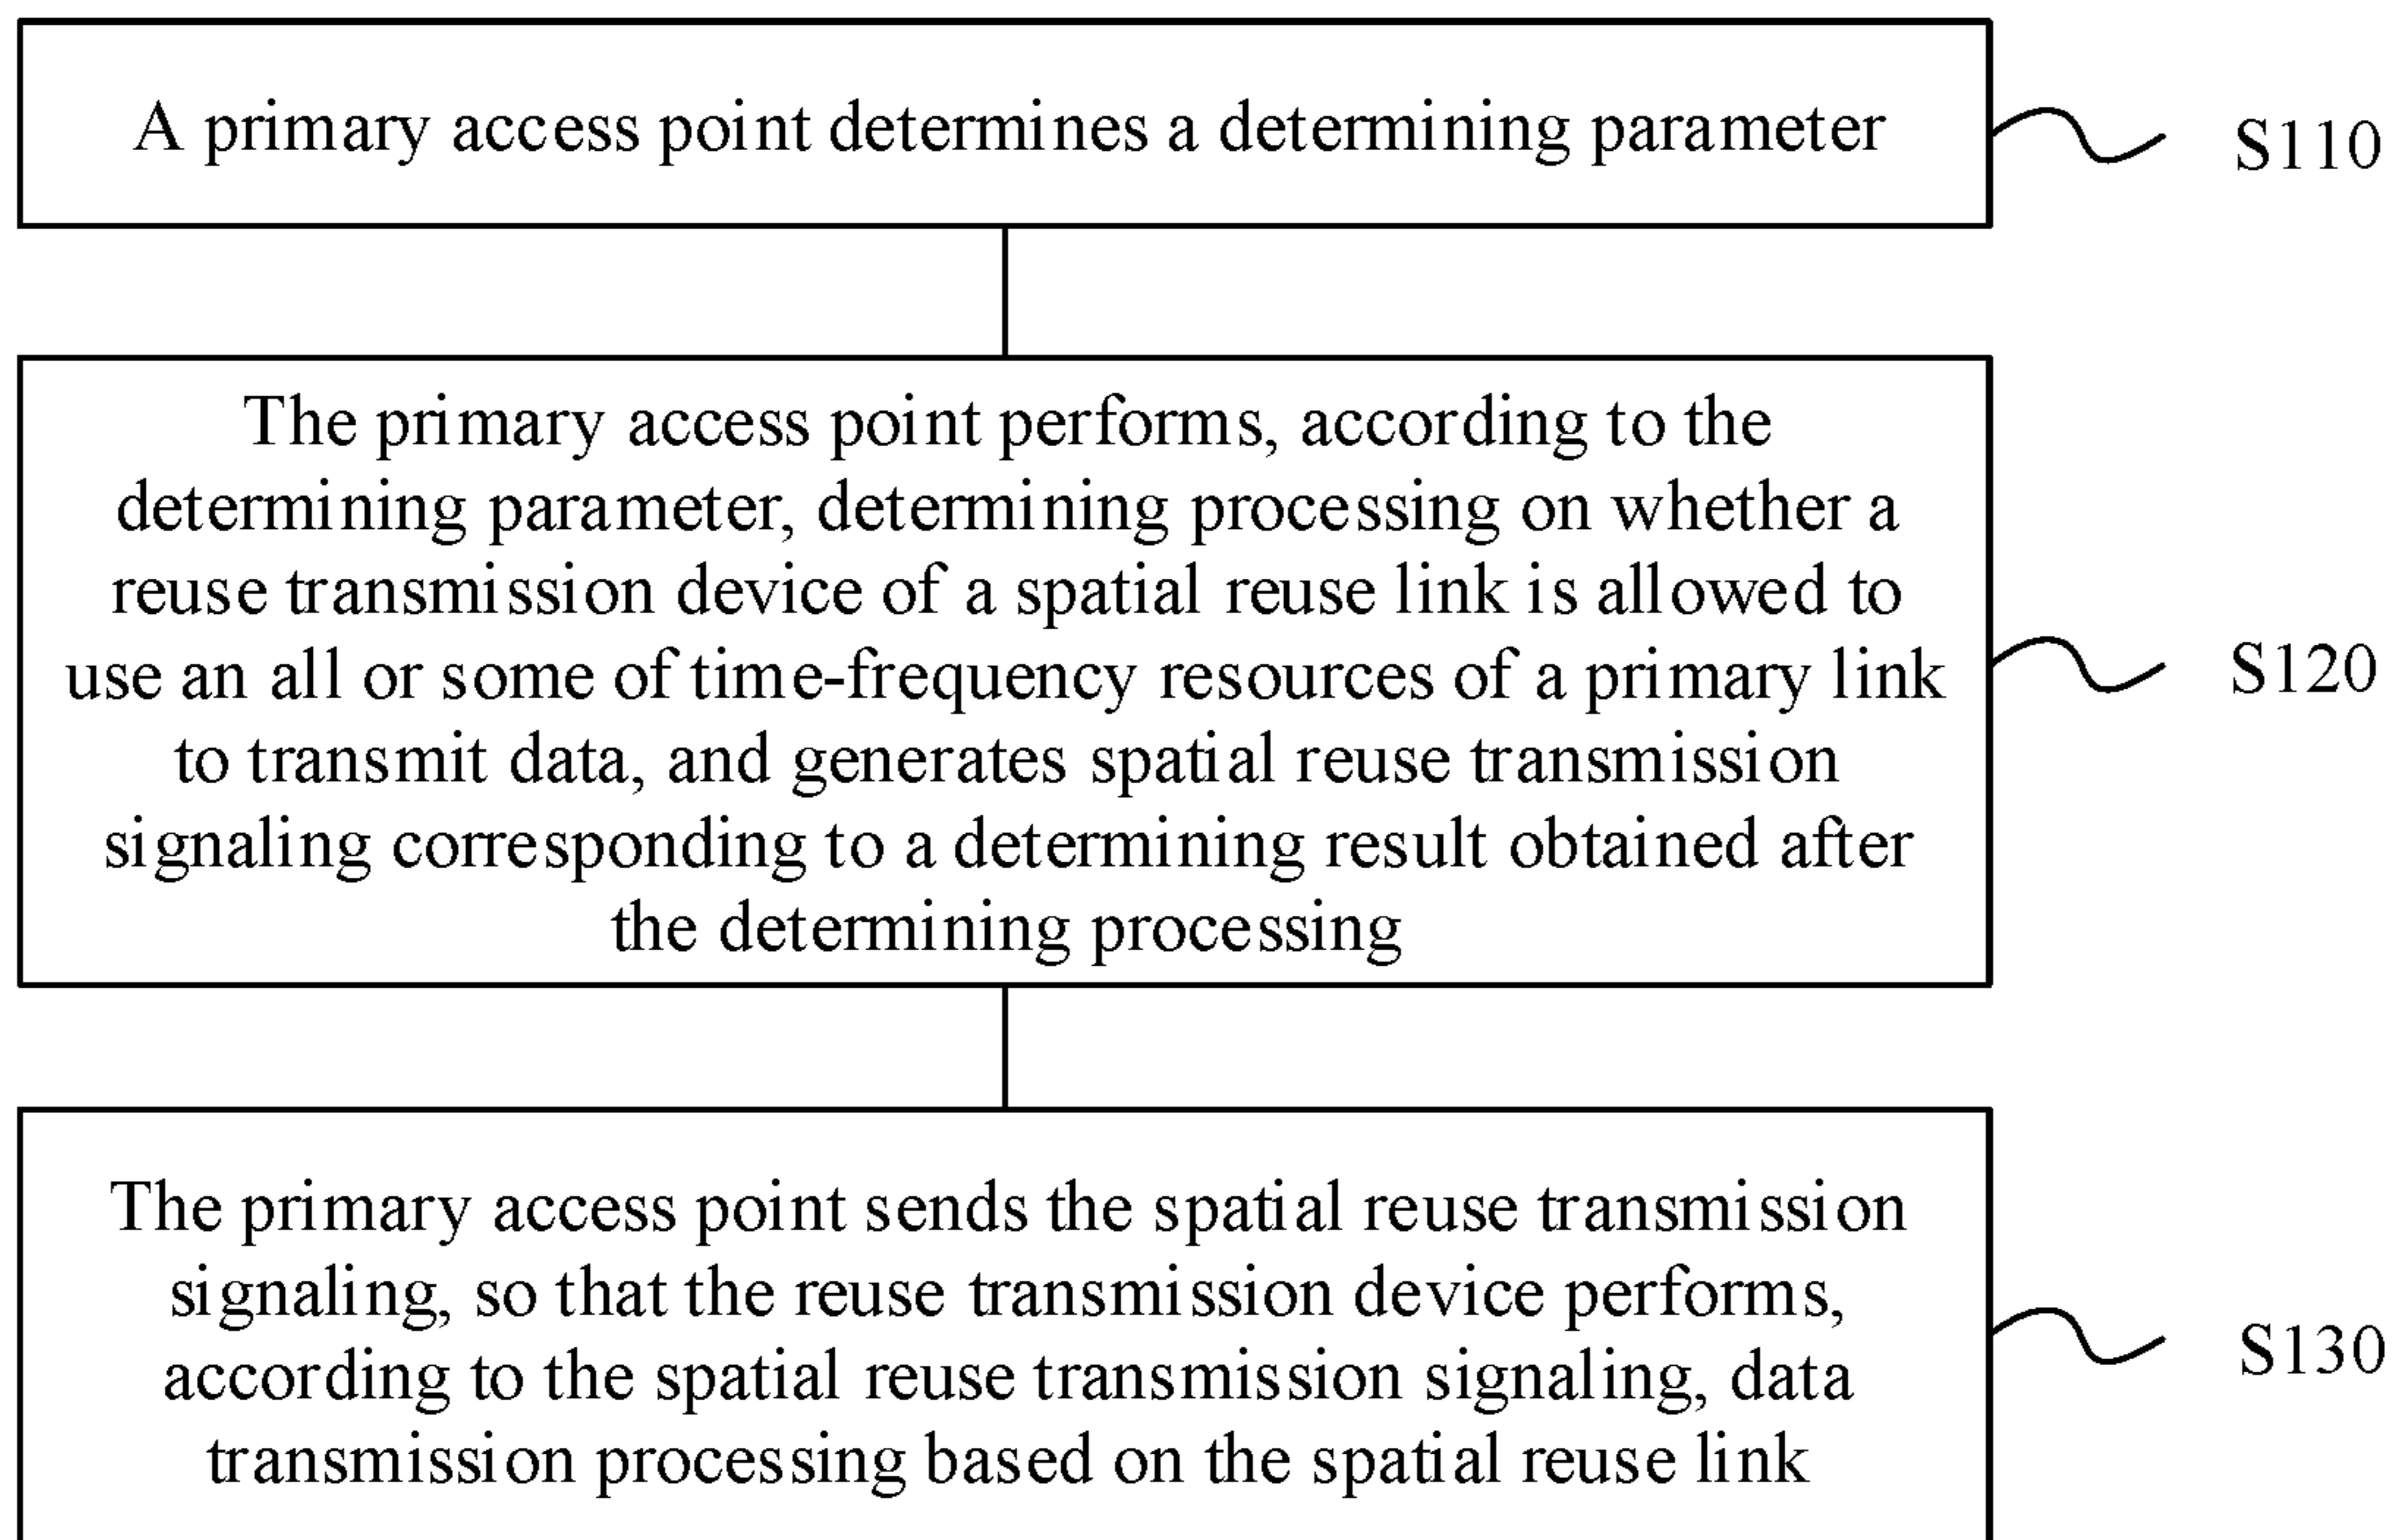 A primary access point determines a determining parameter
S110
The primary access point performs, according to the
determining parameter, determining processing on whether a
reuse transmission device of a spatial reuse link is allowed to
use an all or some of time-frequency resources of a primary link
to transmit data, and generates spatial reuse transmission
signaling corresponding to a determining result obtained after
the determining processing
S120
The primary access point sends the spatial reuse transmission
signaling, so that the reuse transmission device performs,
according to the spatial reuse transmission signaling, data
transmission processing based on the spatial reuse link
S130